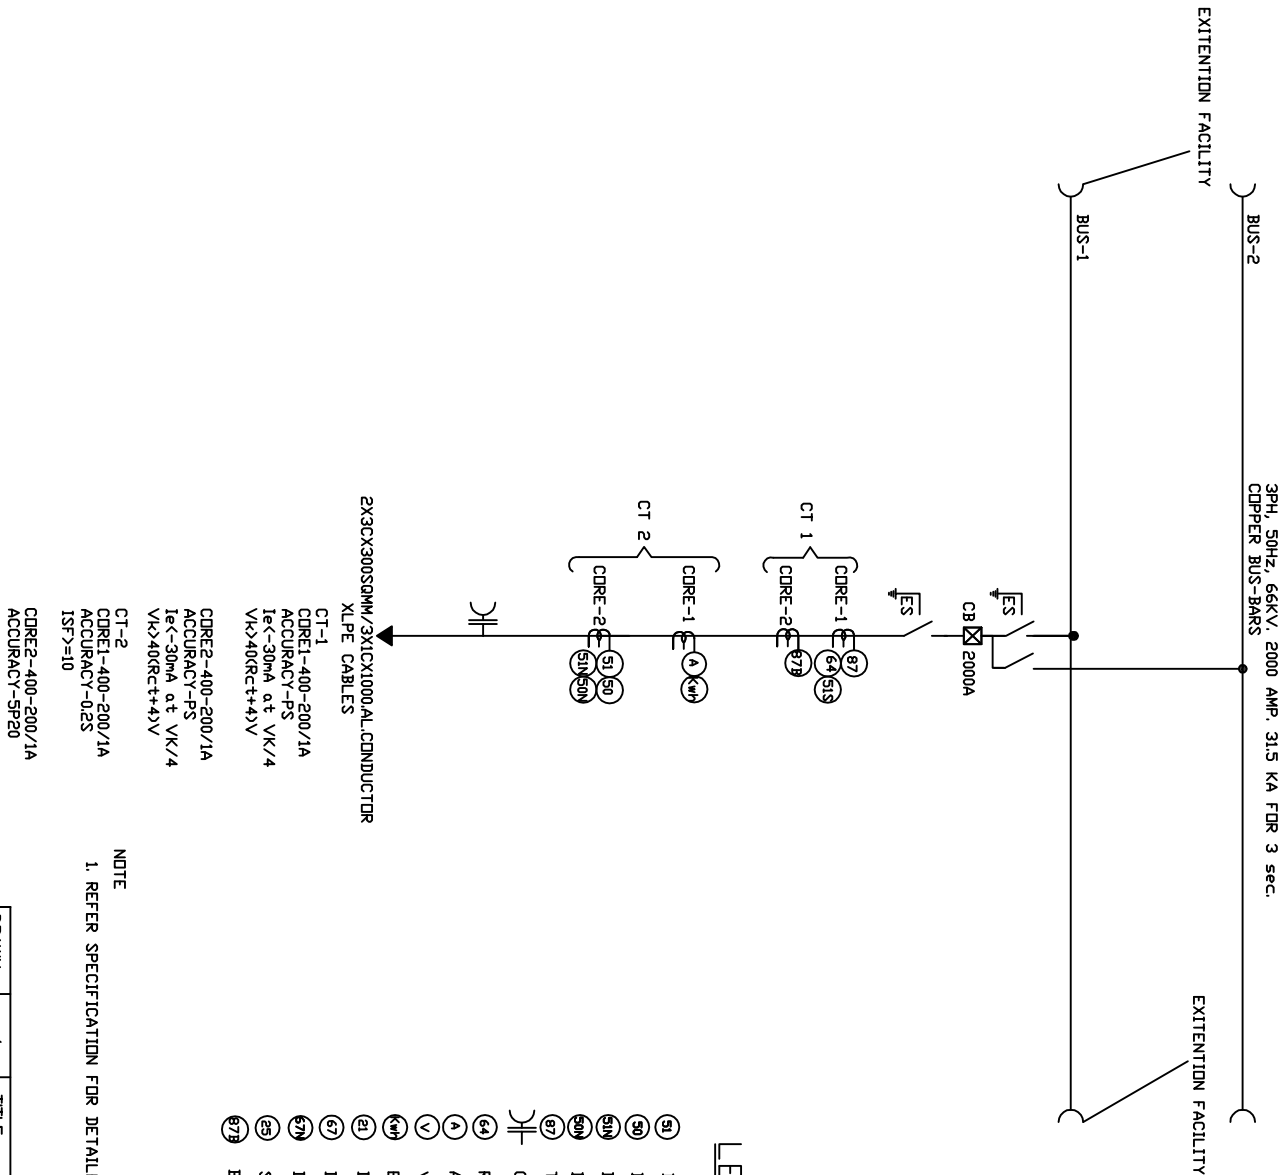 EXITENTION FACILITY
BUS-2
BUS-1
3PH, 50Hz, 66KV, 2000 AMP. 31.5 KA FOR 3 sec.
COPPER BUS-BARS
EXITENTION FACILITY
ES
CB
2000A
ES
CT 1
CORE-1
87
64
51S
CORE-2
87B
CT 2
CORE-1
A
Kwh
CORE-2
51
50
51N
50N
2X3CX300SQMM/3X1CX1000.AL.CONDUCTOR
XLPE CABLES
CT-1
CORE1-400-200/1A
ACCURACY-PS
Ie<-30mA at VK/4
Vk>40(Rct+4)V
CORE2-400-200/1A
ACCURACY-PS
Ie<-30mA at VK/4
Vk>40(Rct+4)V
CT-2
CORE1-400-200/1A
ACCURACY-0.2S
ISF>=10
CORE2-400-200/1A
ACCURACY-5P20
NOTE
1. REFER SPECIFICATION FOR DETAIL
51
50
51N
50N
87 T
64
A A
V V
Kwh
21
67
67N
25 S
87B
TITLE